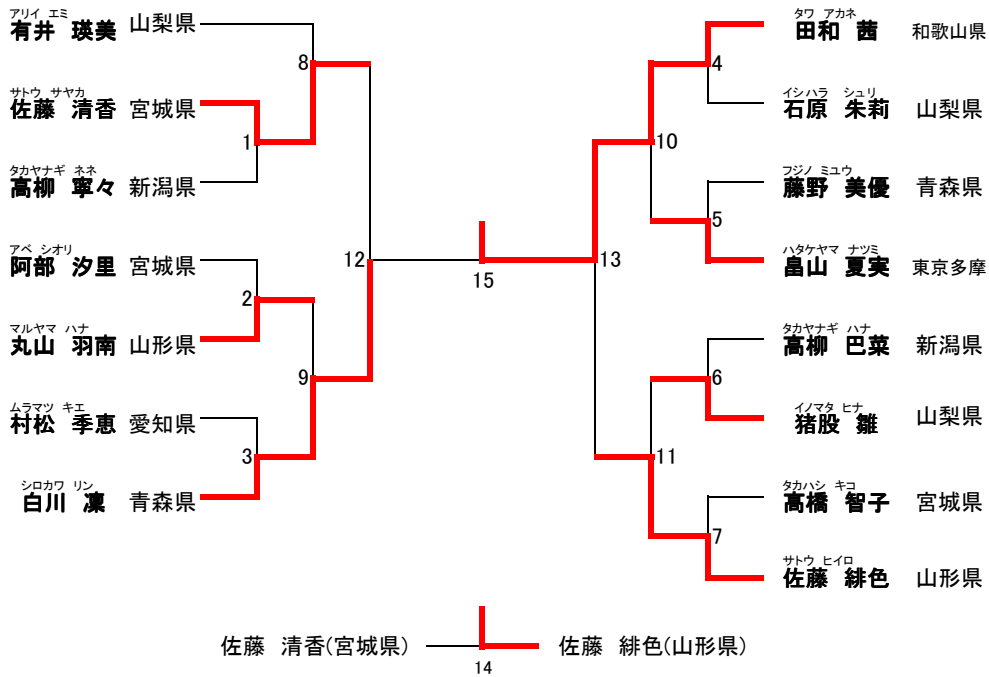 アリイ エミ
有井 瑛美 山梨県
サトウ サヤカ
佐藤 清香 宮城県
タカヤナギ ネネ
高柳 寧々 新潟県
アベ シオリ
阿部 汐里 宮城県
マルヤマ ハナ
丸山 羽南 山形県
ムラマツ キエ
村松 季恵 愛知県
シロカワ リン
白川 凜 青森県
8
1
2
9
3
12
15
13
4
10
5
6
11
7
タワ アカネ
田和 茜 和歌山県
イシハラ シュリ
石原 朱莉 山梨県
フジノ ミユウ
藤野 美優 青森県
ハタケヤマ ナツミ
畠山 夏実 東京多摩
タカヤナギ ハナ
高柳 巴菜 新潟県
イノマタ ヒナ
猪股 雛 山梨県
タカハシ キコ
髙橋 智子 宮城県
サトウ ヒイロ
佐藤 緋色 山形県
佐藤 清香(宮城県) 佐藤 緋色(山形県)
14